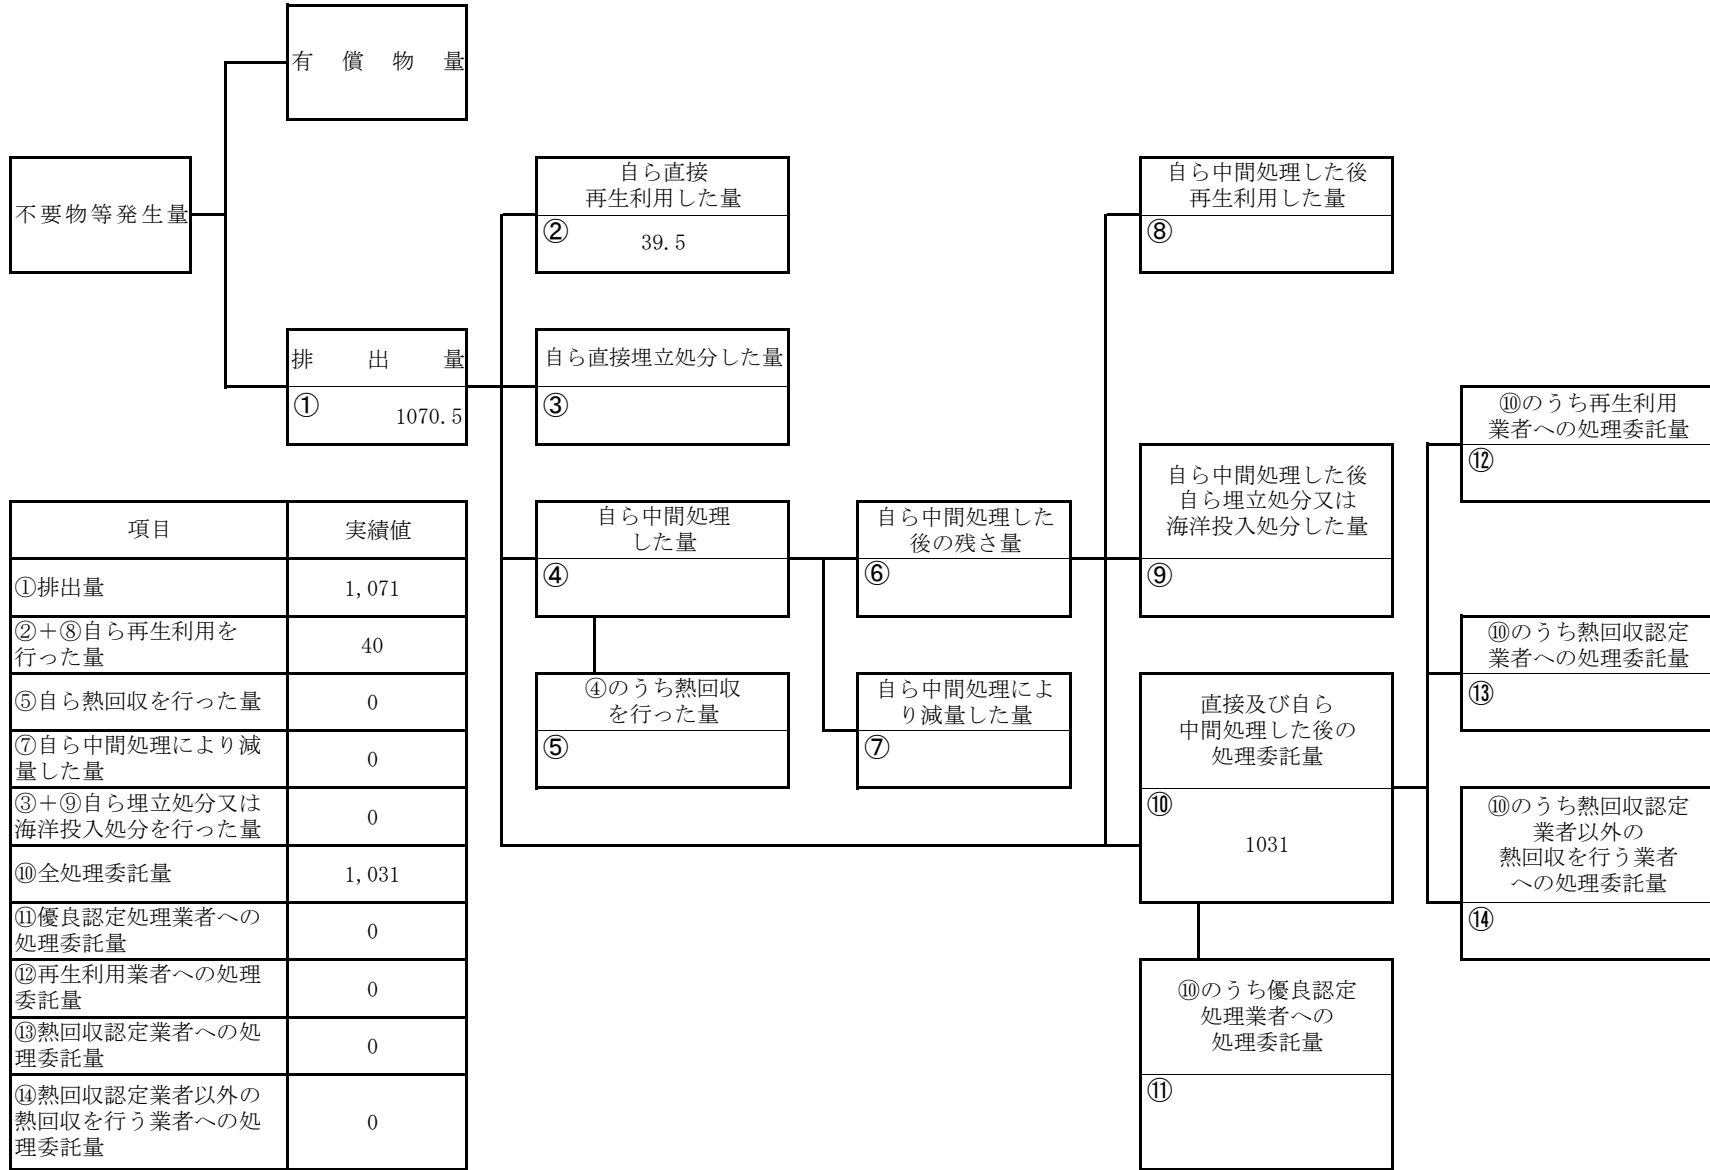 有償物量
不要物等発生量
排出量
①
1070.5
自ら直接
再生利用した量
②
39.5
自ら直接埋立処分した量
③
自ら中間処理
した量
④
④のうち熱回収
を行った量
⑤
自ら中間処理した
後の残さ量
⑥
自ら中間処理によ
り減量した量
⑦
自ら中間処理した後
再生利用した量
⑧
自ら中間処理した後
自ら埋立処分又は
海洋投入処分した量
⑨
直接及び自ら
中間処理した後の
処理委託量
⑩
1031
⑩のうち優良認定
処理業者への
処理委託量
⑪
⑩のうち再生利用
業者への処理委託量
⑫
⑩のうち熱回収認定
業者への処理委託量
⑬
⑩のうち熱回収認定
業者以外の
熱回収を行う業者
への処理委託量
⑭
項目 実績値
①排出量 1,071
②+⑧自ら再生利用を
行った量 40
⑤自ら熱回収を行った量 0
⑦自ら中間処理により減
量した量 0
③+⑨自ら埋立処分又は
海洋投入処分を行った量 0
⑩全処理委託量 1,031
⑪優良認定処理業者への
処理委託量 0
⑫再生利用業者への処理
委託量 0
⑬熱回収認定業者への処
理委託量 0
⑭熱回収認定業者以外の
熱回収を行う業者への処
理委託量 0